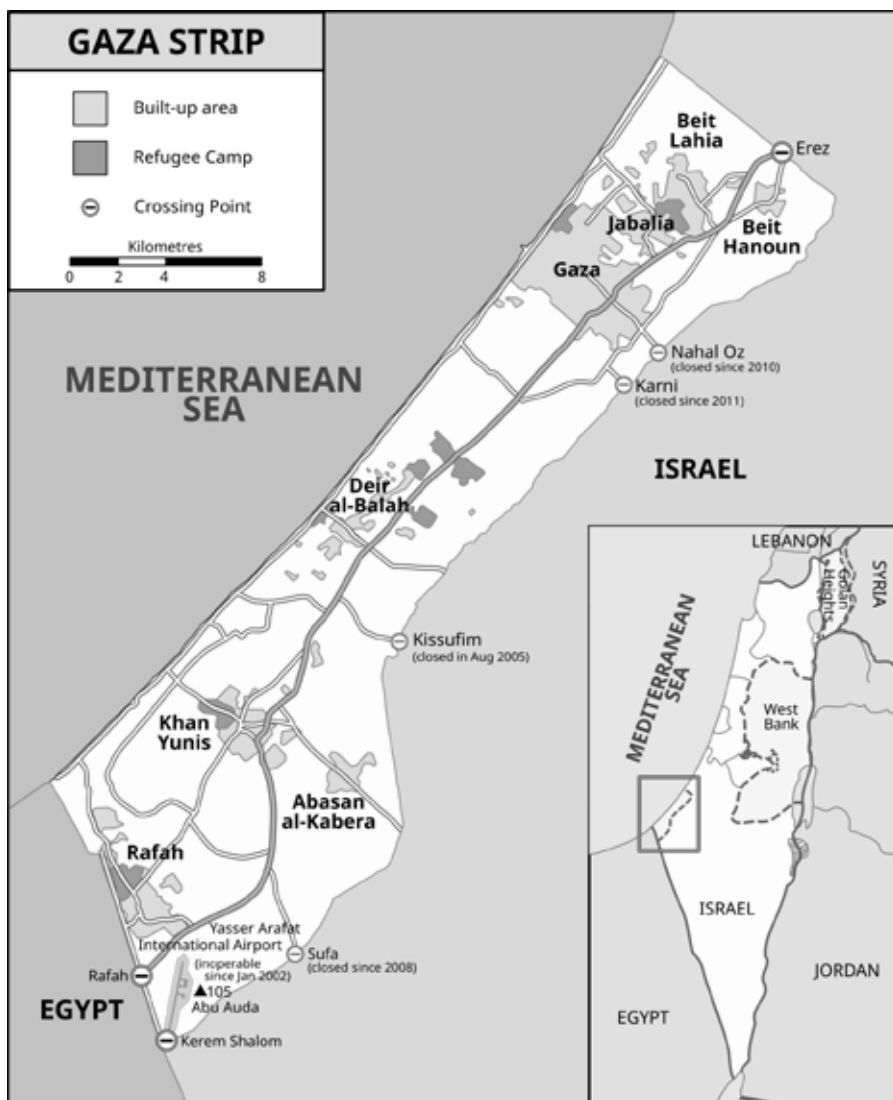 GAZA STRIP
Built-up area
Refugee Camp
Crossing Point
Kilometres
0 2 4 8
Beit
Lahia
Erez
Jabalia
Beit
Hanoun
Gaza
Nahal Oz
(closed since 2010)
Karni
(closed since 2011)
MEDITERRANEAN
SEA
ISRAEL
Deir
al-Balah
Kissufim
(closed in Aug 2005)
Khan
Yunis
Abasan
al-Kabera
Rafah
Yasser Arafat
International Airport
(inoperable
since Jan 2002)
Sufa
(closed since 2008)
Rafah
105
Abu Auda
EGYPT
Kerem Shalom
LEBANON
Golan
Heights
SYRIA
MEDITERRANEAN
SEA
West
Bank
ISRAEL
JORDAN
EGYPT